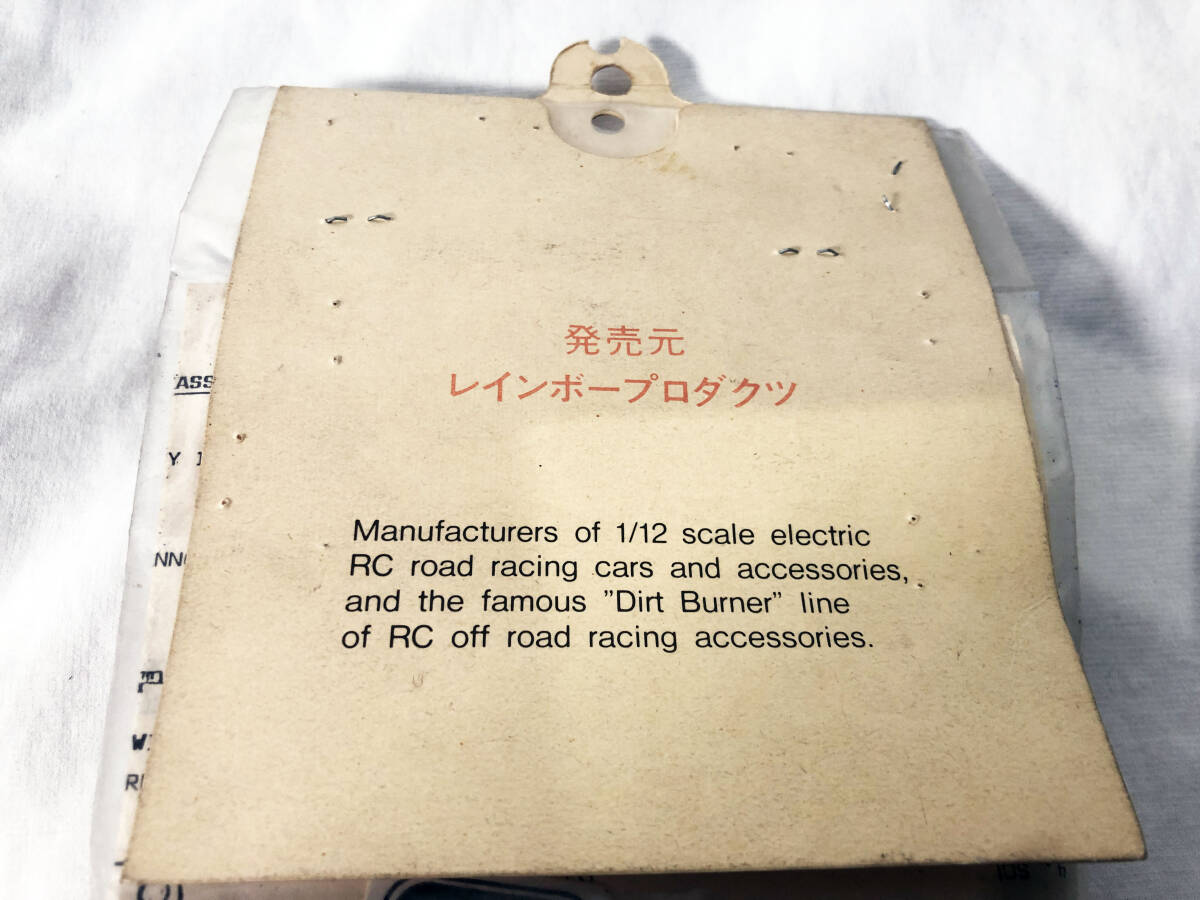 発売元
レインボープロダクツ
Manufacturers of 1/12 scale electric
RC road racing cars and accessories,
and the famous ”Dirt Burner” line
of RC off road racing accessories.
ASS